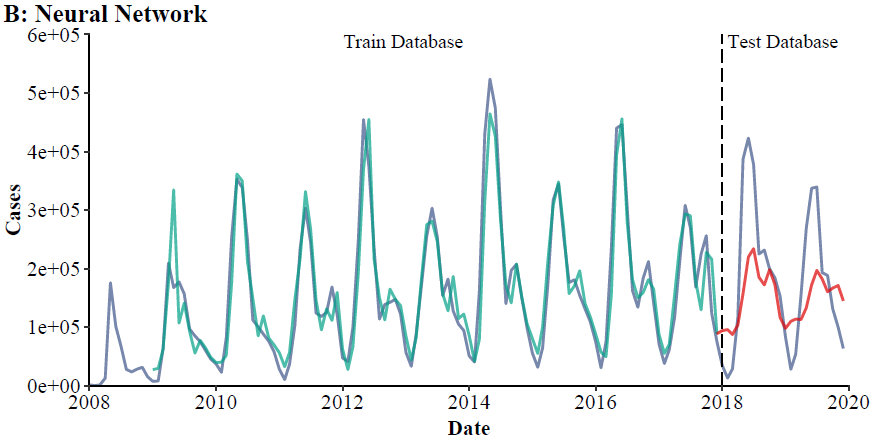 B: Neural Network
Train Database
Test Database
6e+05
5e+05
4e+05
3e+05
2e+05
1e+05
0e+00
Cases
2008
2010
2012
2014
2016
2018
2020
Date